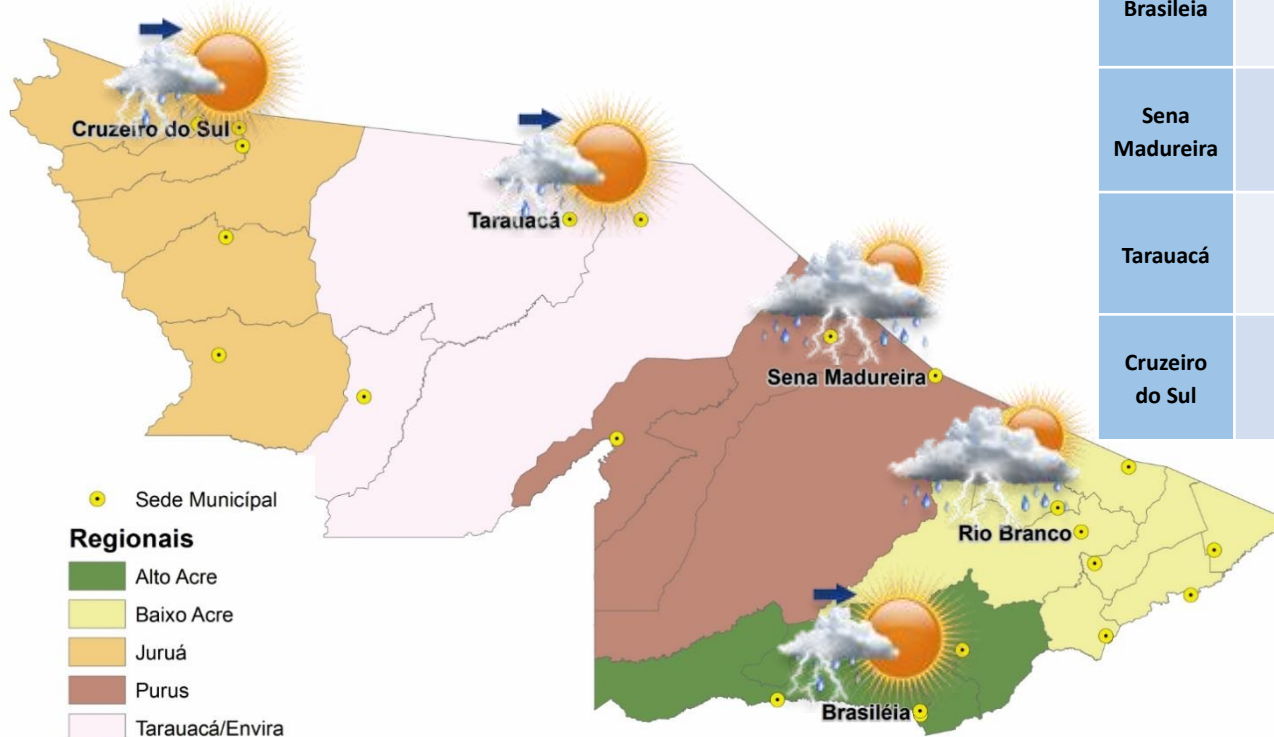 Cruzeiro do Sul
Tarauacá
Sena Madureira
Rio Branco
Brasiléia
Sede Municípal
Regionais
Alto Acre
Baixo Acre
Juruá
Purus
Tarauacá/Envira
Brasileia
Sena
Madureira
Tarauacá
Cruzeiro
do Sul